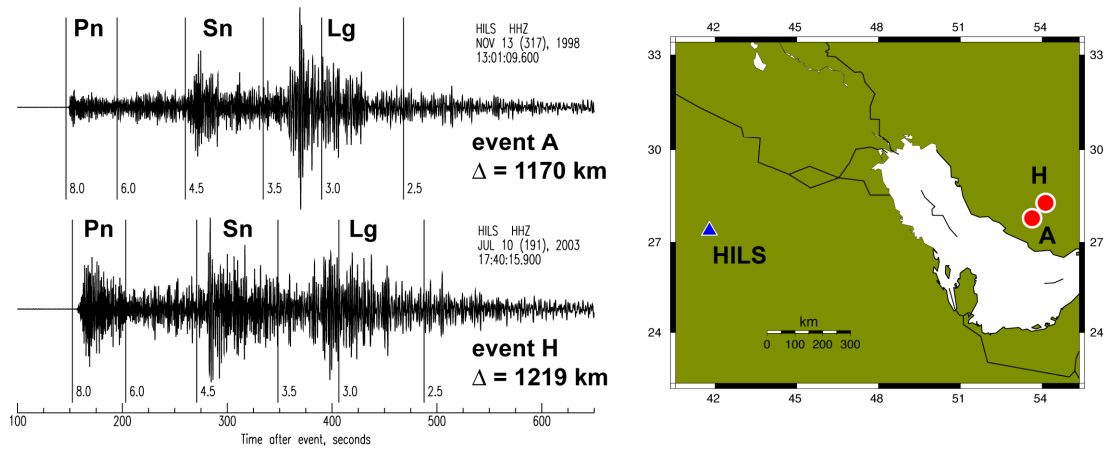 Pn Sn Lg
HILS HHZ
NOV 13 (317), 1998
13:01:09.600
event A
Δ = 1170 km
8.0 6.0 4.5 3.5 3.0 2.5
Pn Sn Lg
HILS HHZ
JUL 10 (191), 2003
17:40:15.900
event H
Δ = 1219 km
8.0 6.0 4.5 3.5 3.0 2.5
100 200 300 400 500 600
Time after event, seconds
42 45 48 51 54
33 33
30 30
27 27
24 24
H
A
HILS
km
0 100 200 300
42 45 48 51 54